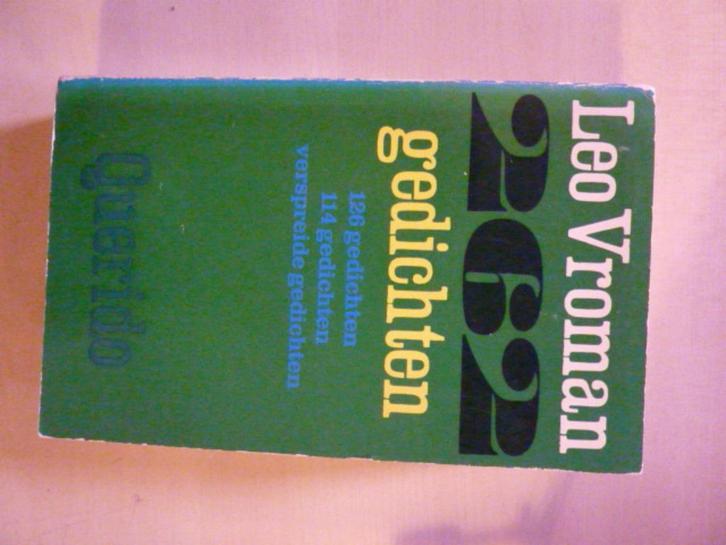 Leo Vroman
262
gedichten
126 gedichten
114 gedichten
verspreide gedichten
Querido